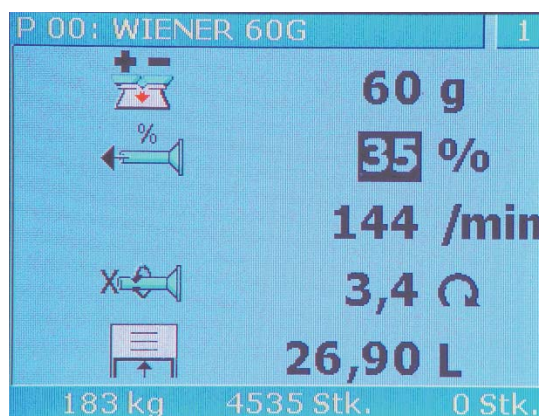 P 00: WIENER 60G 1
+ -
60 g
%
35 %
144 /min
X
3,4
26,90 L
183 kg 4535 Stk. 0 Stk.